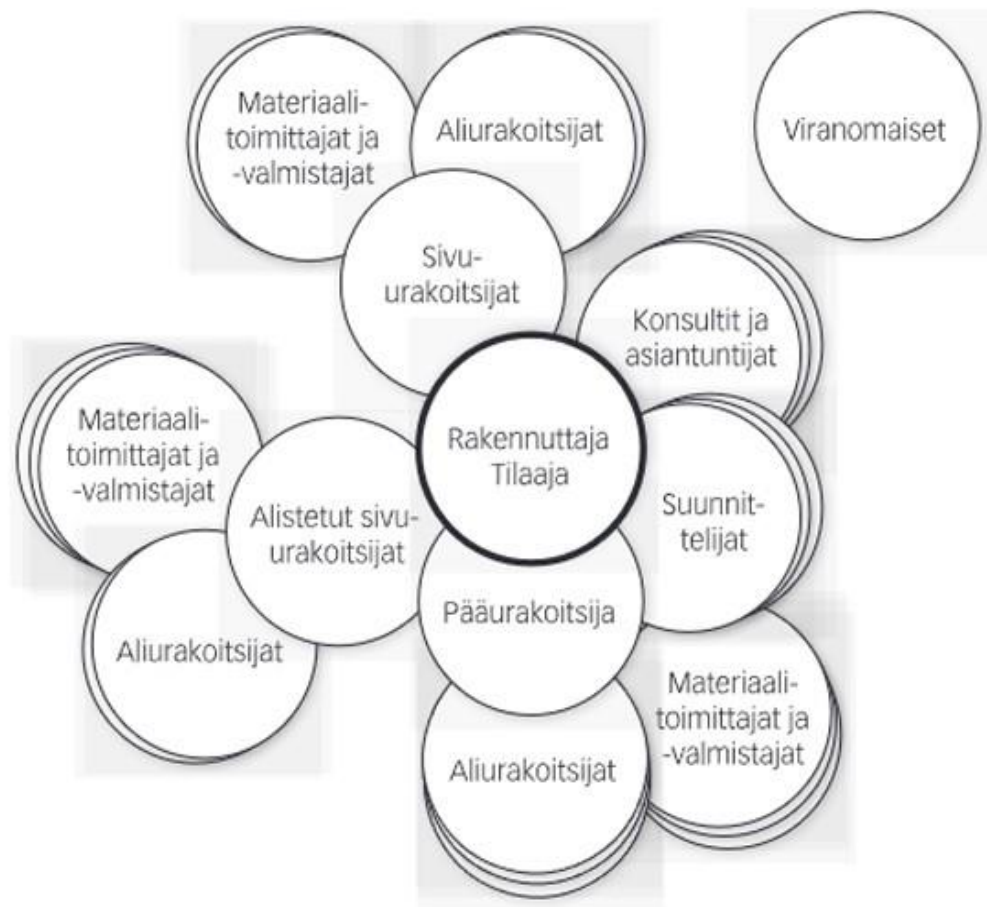 Materiaali-
toimittajat ja
-valmistajat
Aliurakoitsijat
Viranomaiset
Sivu-
urakoitsijat
Konsultit ja
asiantuntijat
Materiaali-
toimittajat ja
-valmistajat
Rakennuttaja
Tilaaja
Alistetut sivu-
urakoitsijat
Suunnit-
telijat
Pääurakoitsija
Aliurakoitsijat
Materiaali-
toimittajat ja
-valmistajat
Aliurakoitsijat